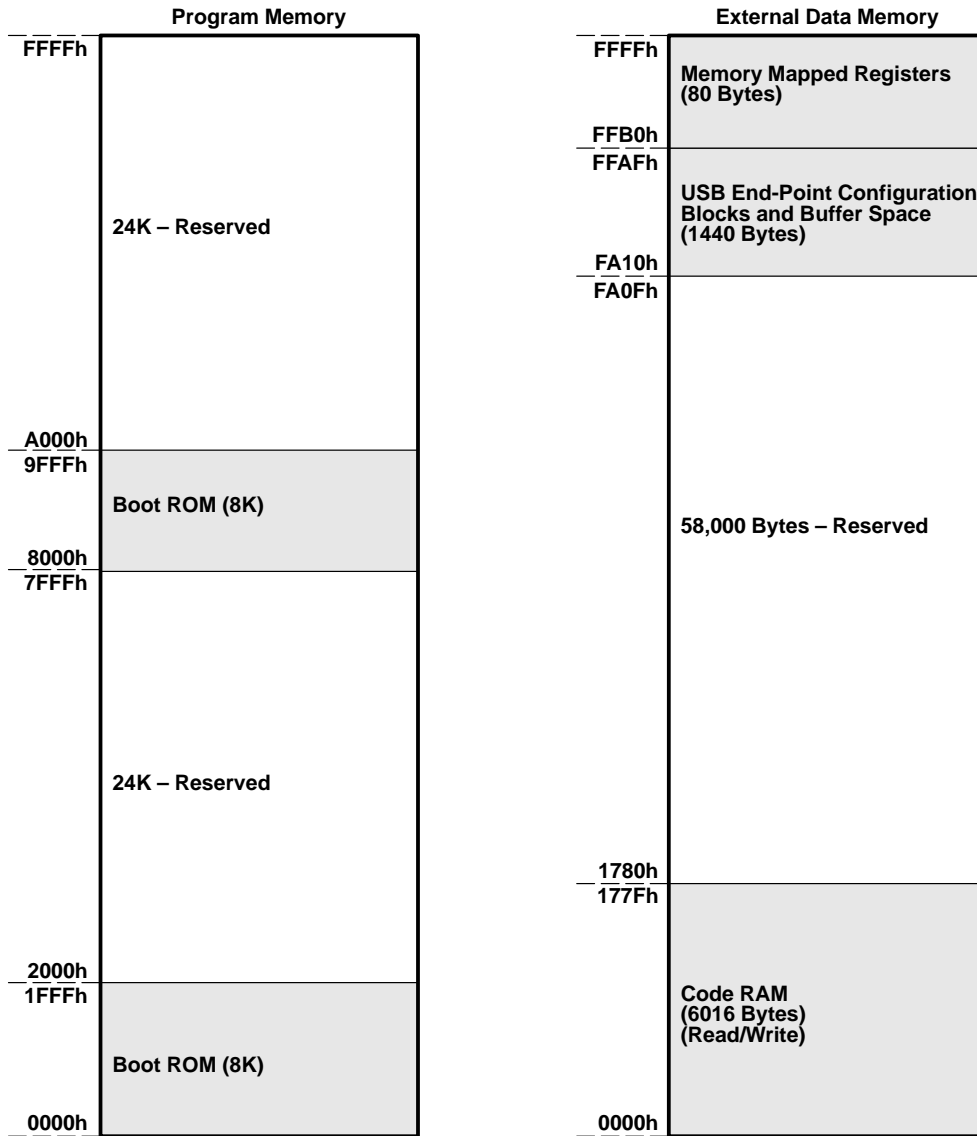 Program Memory
FFFFh
24K – Reserved
A000h
9FFFh
Boot ROM (8K)
8000h
7FFFh
24K – Reserved
2000h
1FFFh
Boot ROM (8K)
0000h
External Data Memory
FFFFh
Memory Mapped Registers
(80 Bytes)
FFB0h
FFAFh
USB End-Point Configuration
Blocks and Buffer Space
(1440 Bytes)
FA10h
FA0Fh
58,000 Bytes – Reserved
1780h
177Fh
Code RAM
(6016 Bytes)
(Read/Write)
0000h